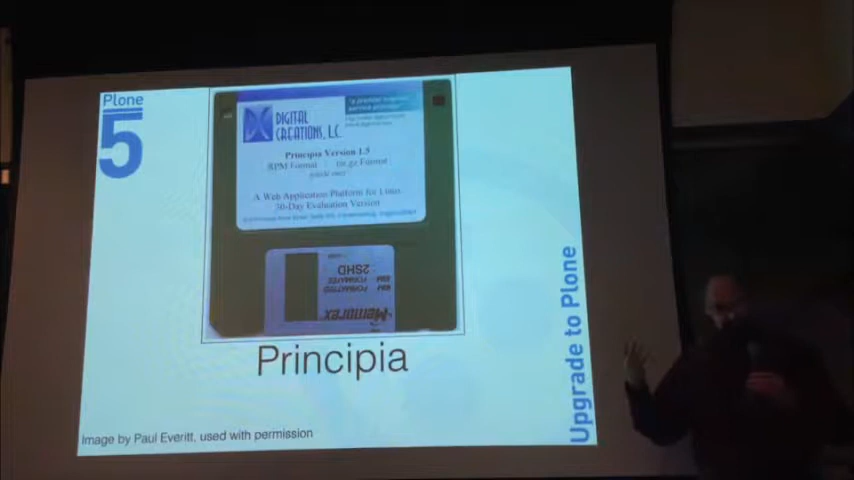 Plone
5
DIGITAL
CREATIONS, L.C.
Principia Version 1.5
RPM Format tar.gz Format
A Web Application Platform for Linux
30-Day Evaluation Version
2SHD
IBM FORMATTED
Memorex
Principia
Upgrade to Plone
Image by Paul Everitt, used with permission